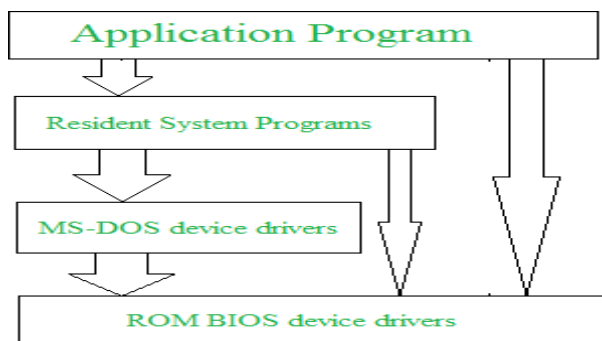 Application Program
Resident System Programs
MS-DOS device drivers
ROM BIOS device drivers